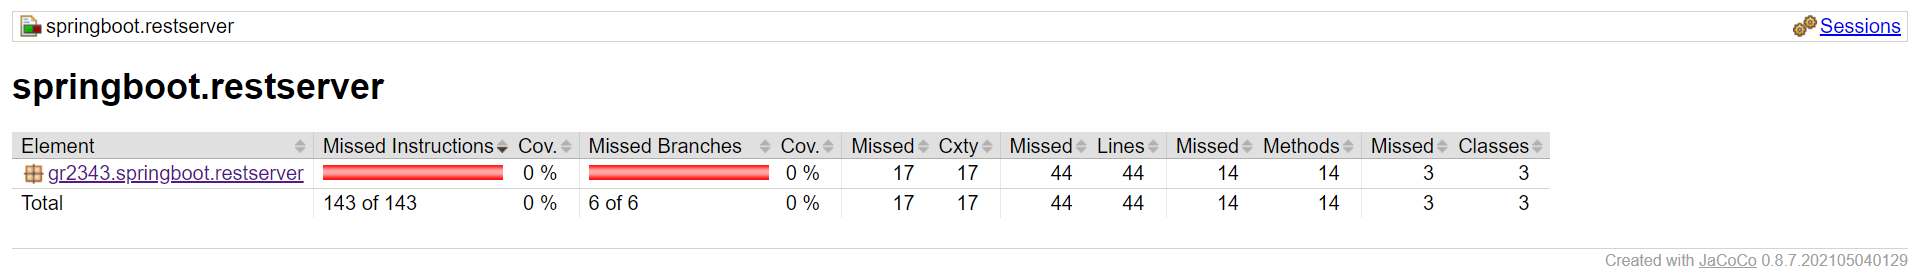 springboot.restserver Sessions
springboot.restserver
Element Missed Instructions Cov. Missed Branches Cov. Missed Cxty Missed Lines Missed Methods Missed Classes
gr2343.springboot.restserver 0 % 0 % 17 17 44 44 14 14 3 3
Total 143 of 143 0 % 6 of 6 0 % 17 17 44 44 14 14 3 3
Created with JaCoCo 0.8.7.202105040129